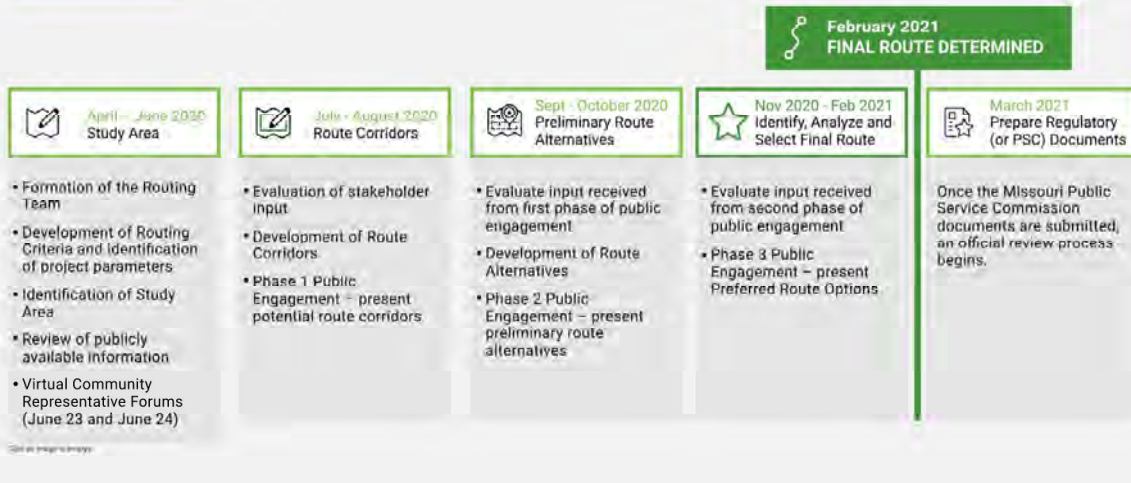 February 2021
FINAL ROUTE DETERMINED
April - June 2020
Study Area
• Formation of the Routing
Team
• Development of Routing
Criteria and Identification
of project parameters
• Identification of Study
Area
• Review of publicly
available information
• Virtual Community
Representative Forums
(June 23 and June 24)
July - August 2020
Route Corridors
• Evaluation of stakeholder
input
• Development of Route
Corridors
• Phase 1 Public
Engagement – present
potential route corridors
Sept - October 2020
Preliminary Route
Alternatives
• Evaluate input received
from first phase of public
engagement
• Development of Route
Alternatives
• Phase 2 Public
Engagement – present
preliminary route
alternatives
Nov 2020 - Feb 2021
Identify, Analyze and
Select Final Route
• Evaluate input received
from second phase of
public engagement
• Phase 3 Public
Engagement – present
Preferred Route Options
March 2021
Prepare Regulatory
(or PSC) Documents
Once the Missouri Public
Service Commission
documents are submitted,
an official review process
begins.